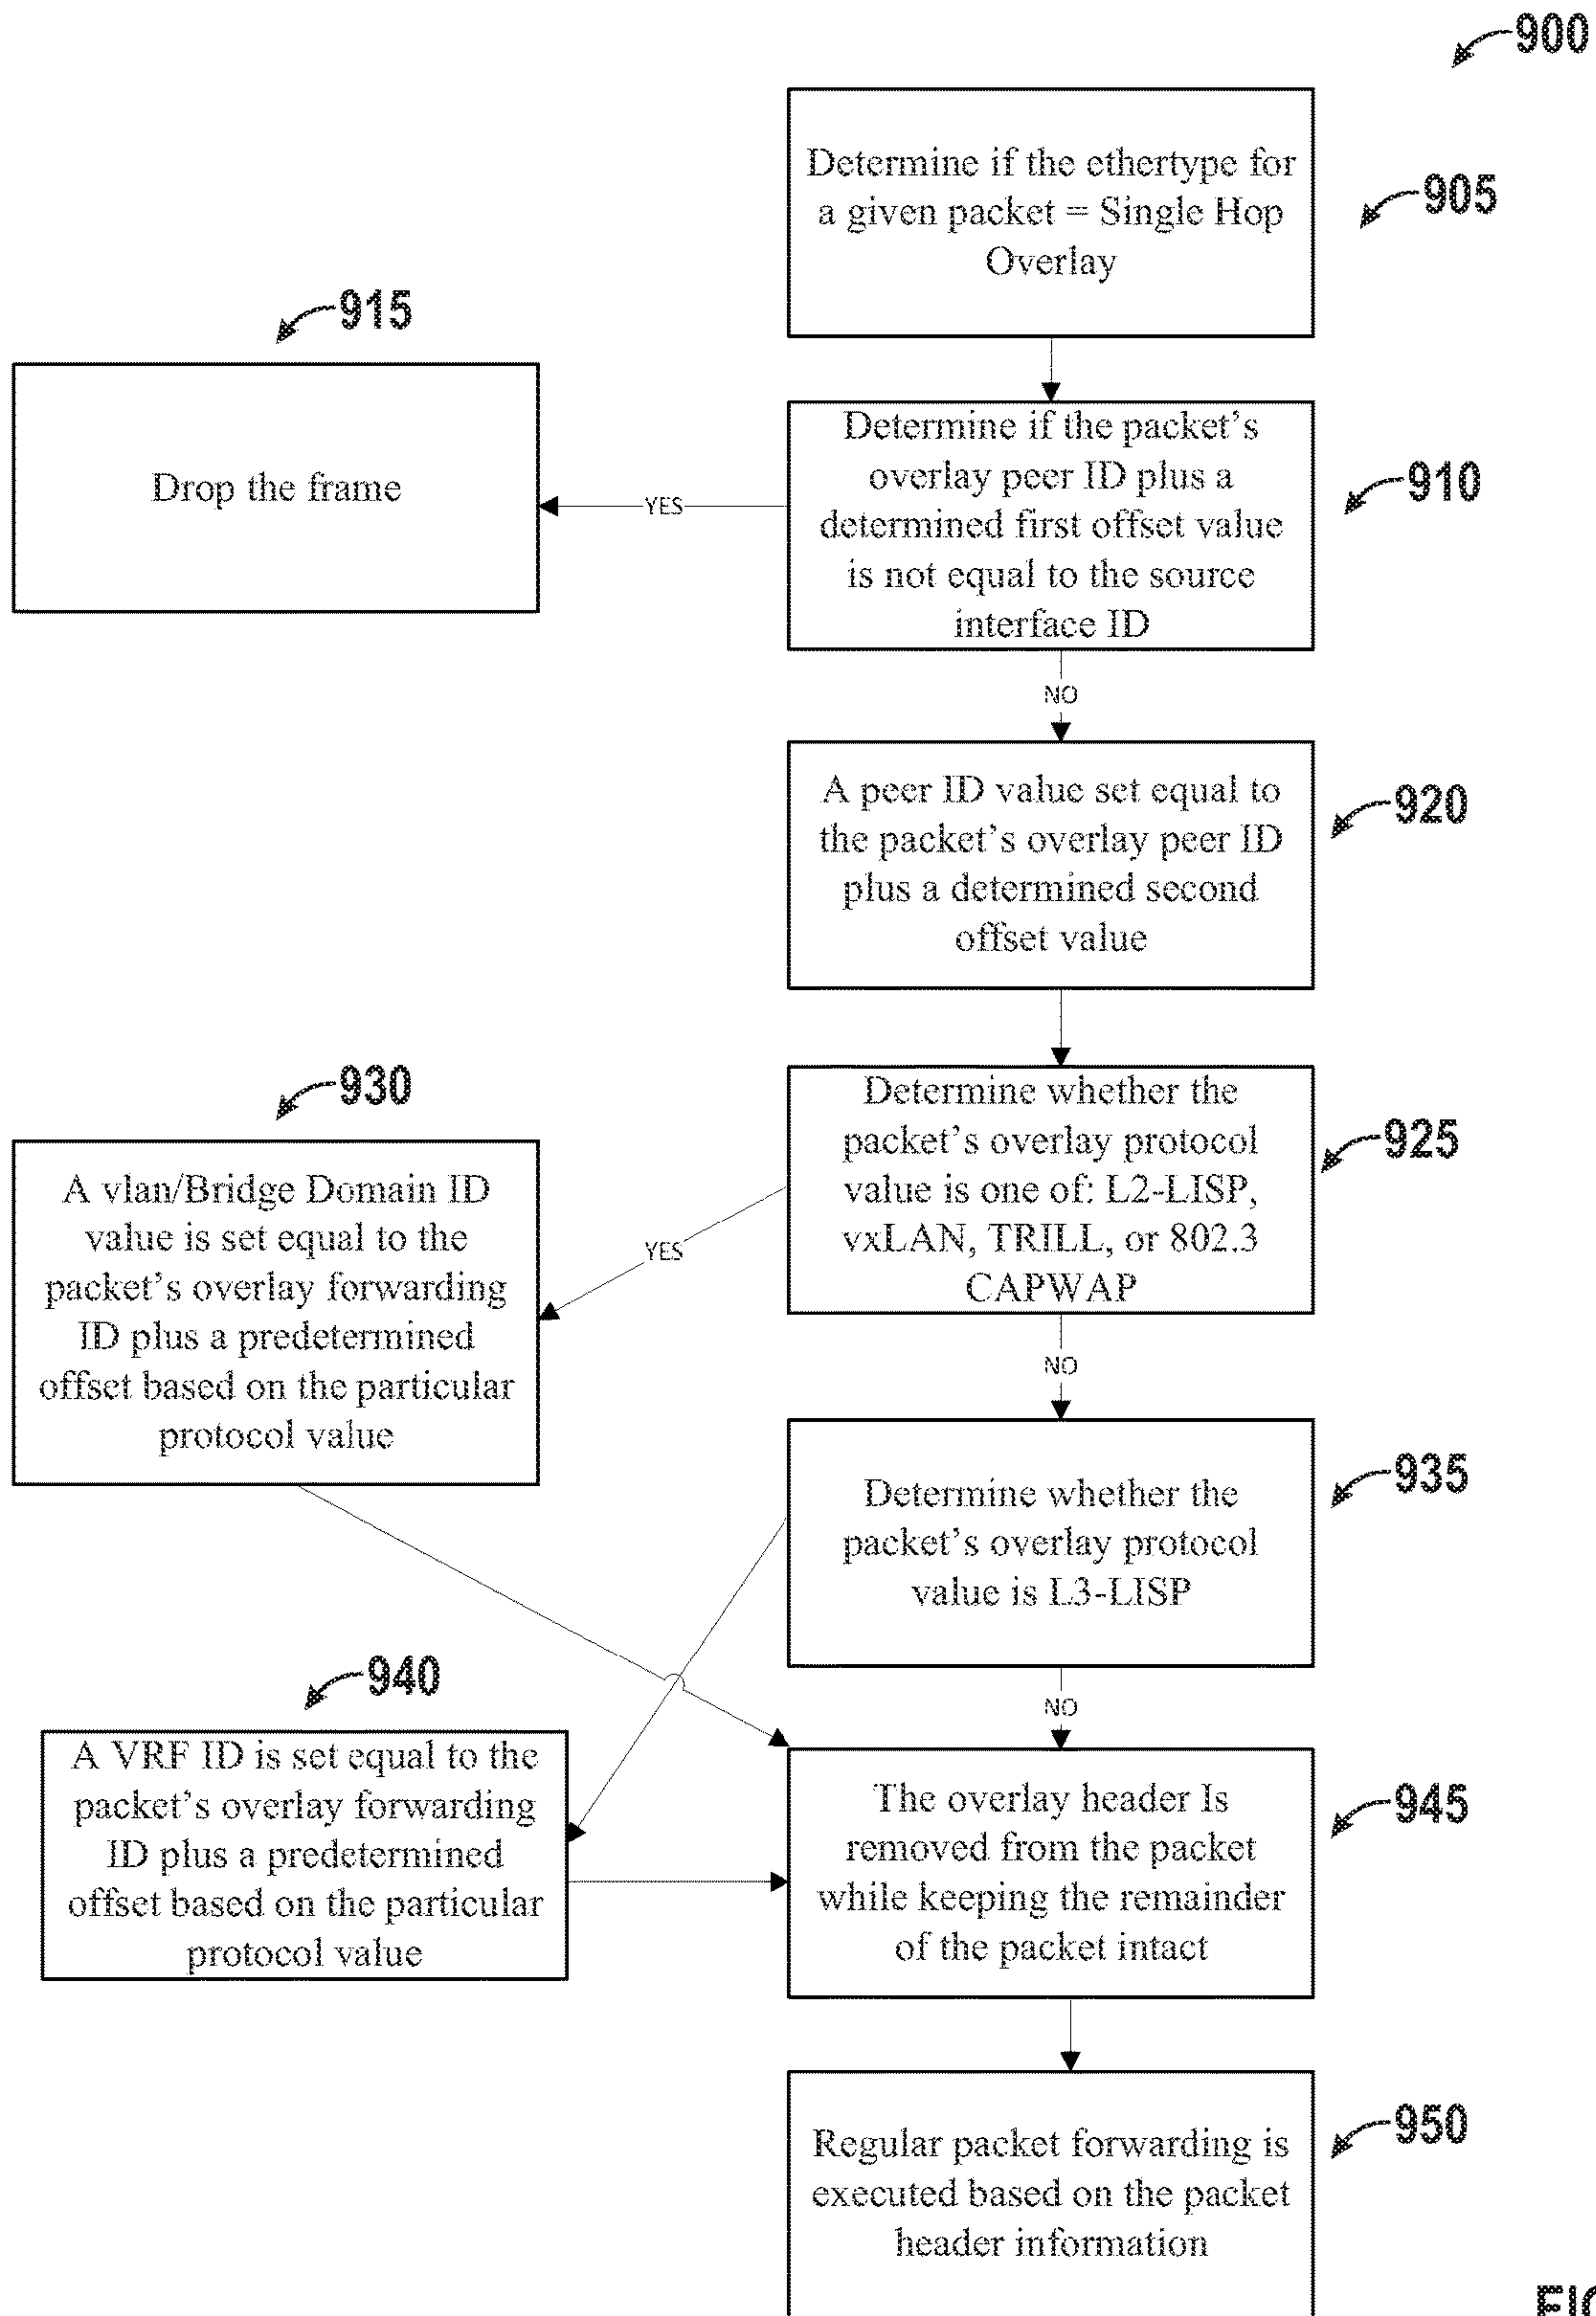 900
Determine if the ethertype for
a given packet = Single Hop
Overlay
905
915
Drop the frame
YES
Determine if the packet's
overlay peer ID plus a
determined first offset value
is not equal to the source
interface ID
910
NO
A peer ID value set equal to
the packet's overlay peer ID
plus a determined second
offset value
920
Determine whether the
packet's overlay protocol
value is one of: L2-LISP,
vxLAN, TRILL, or 802.3
CAPWAP
925
930
A vlan/Bridge Domain ID
value is set equal to the
packet's overlay forwarding
ID plus a predetermined
offset based on the particular
protocol value
YES
NO
Determine whether the
packet's overlay protocol
value is L3-LISP
935
NO
940
A VRF ID is set equal to the
packet's overlay forwarding
ID plus a predetermined
offset based on the particular
protocol value
The overlay header Is
removed from the packet
while keeping the remainder
of the packet intact
945
Regular packet forwarding is
executed based on the packet
header information
950